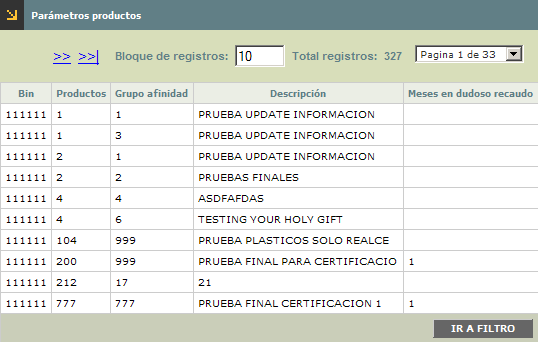 Parámetros productos
>> >>| Bloque de registros: 10 Total registros: 327 Pagina 1 de 33
Bin Productos Grupo afinidad Descripción Meses en dudoso recaudo
111111 1 1 PRUEBA UPDATE INFORMACION
111111 1 3 PRUEBA UPDATE INFORMACION
111111 2 1 PRUEBA UPDATE INFORMACION
111111 2 2 PRUEBAS FINALES
111111 4 4 ASDFAFDAS
111111 4 6 TESTING YOUR HOLY GIFT
111111 104 999 PRUEBA PLASTICOS SOLO REALCE
111111 200 999 PRUEBA FINAL PARA CERTIFICACIO 1
111111 212 17 21
111111 777 777 PRUEBA FINAL CERTIFICACION 1 1
IR A FILTRO